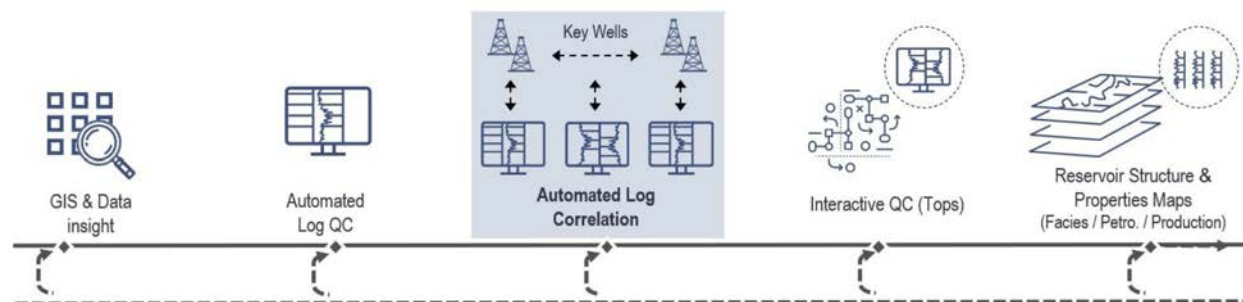 Key Wells
GIS & Data
insight
Automated
Log QC
Automated Log
Correlation
Interactive QC (Tops)
Reservoir Structure &
Properties Maps
(Facies / Petro. / Production)